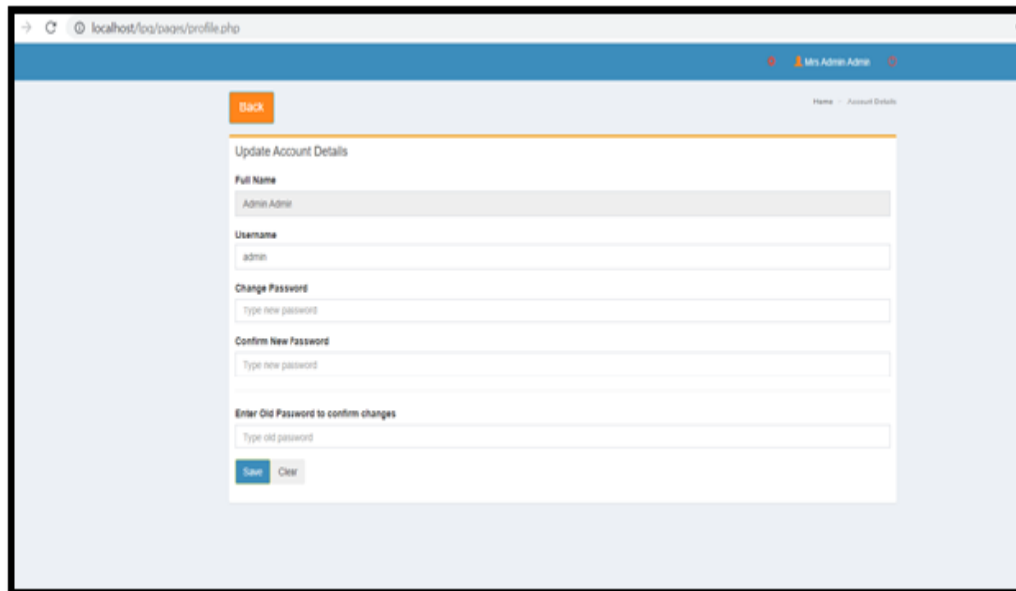 localhost/lpg/pages/profile.php
Mrs Admin Admin
Back
Home
Account Details
Update Account Details
Full Name
Admin Admin
Username
admin
Change Password
Type new password
Confirm New Password
Type new password
Enter Old Password to confirm changes
Type old password
Save Clear